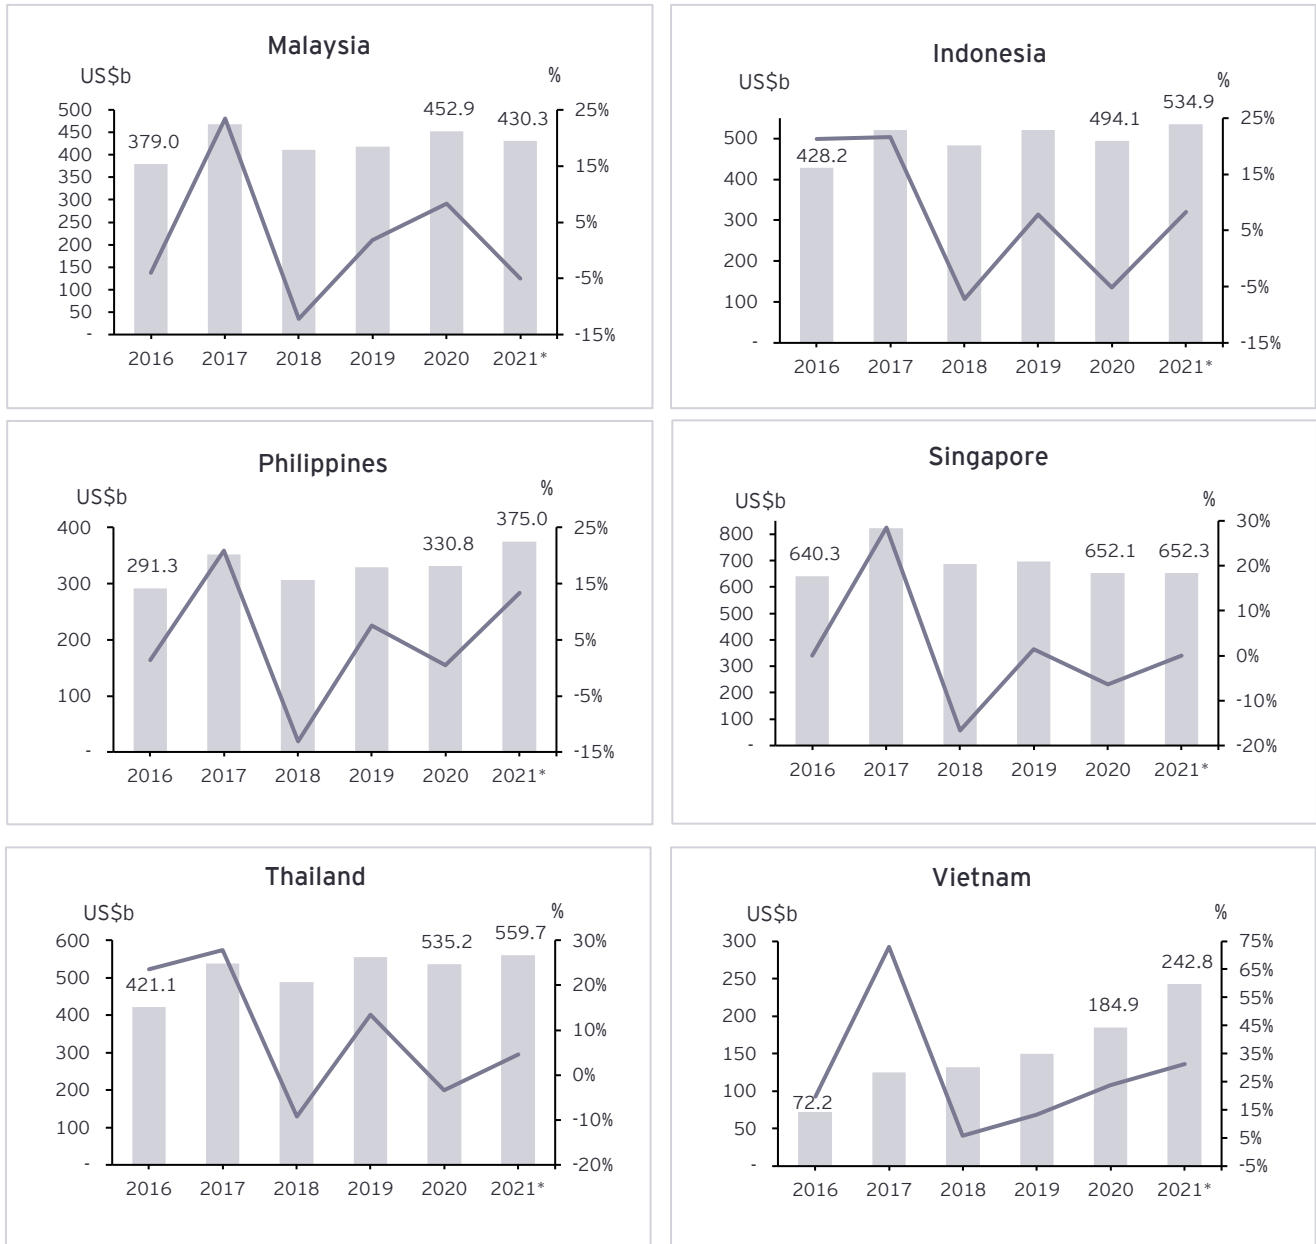 Malaysia
US$b %
500 25%
450
400 15%
350
300 5%
250
200
150 -5%
100
50
- -15%
379.0 452.9 430.3
2016 2017 2018 2019 2020 2021*
Indonesia
US$b %
500 25%
400 15%
300 5%
200 -5%
100
- -15%
428.2 494.1 534.9
2016 2017 2018 2019 2020 2021*
Philippines
US$b %
400 25%
300 15%
200 5%
100 -5%
- -15%
291.3 330.8 375.0
2016 2017 2018 2019 2020 2021*
Singapore
US$b %
800 30%
700 20%
600
500 10%
400
300 0%
200 -10%
100
- -20%
640.3 652.1 652.3
2016 2017 2018 2019 2020 2021*
Thailand
US$b %
600 30%
500 20%
400 10%
300 0%
200 -10%
100
- -20%
421.1 535.2 559.7
2016 2017 2018 2019 2020 2021*
Vietnam
US$b %
300 75%
250 65%
200 55%
150 45%
100 35%
50 25%
- 15%
5%
-5%
72.2 184.9 242.8
2016 2017 2018 2019 2020 2021*